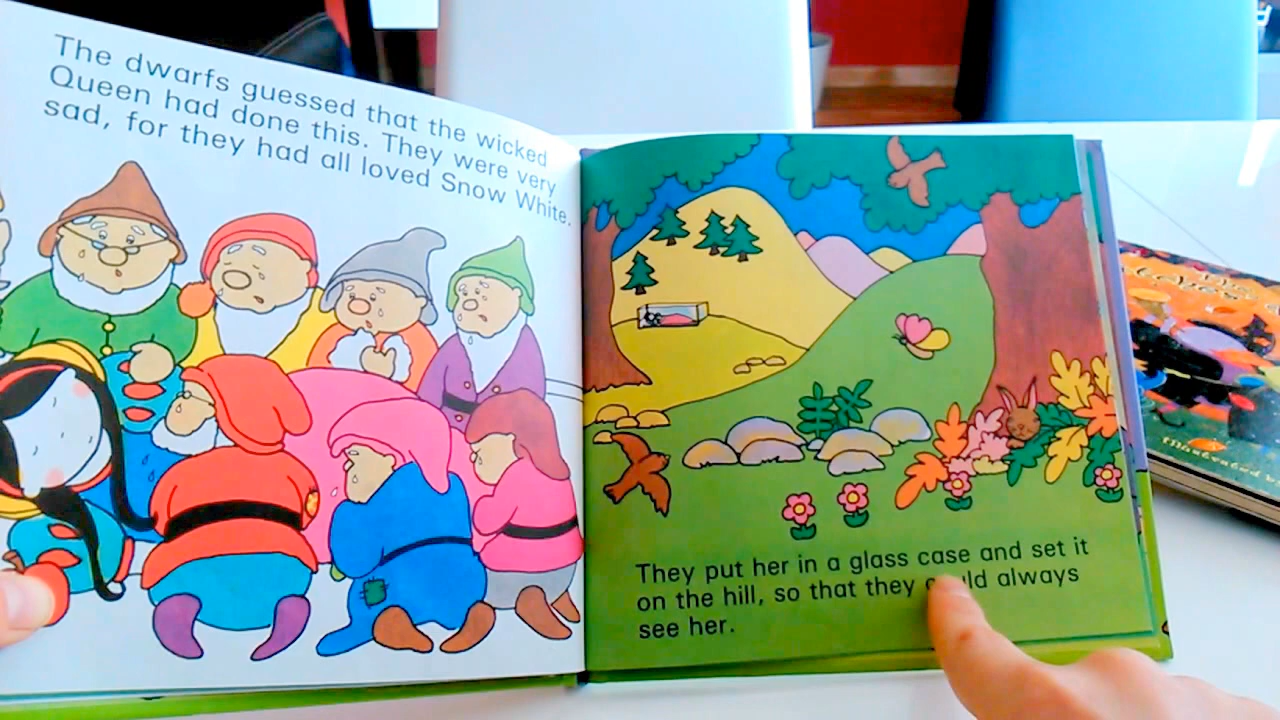 The dwarfs guessed that the wicked
Queen had done this. They were very
sad, for they had all loved Snow White.
They put her in a glass case and set it
on the hill, so that they could always
see her.
Illustrated